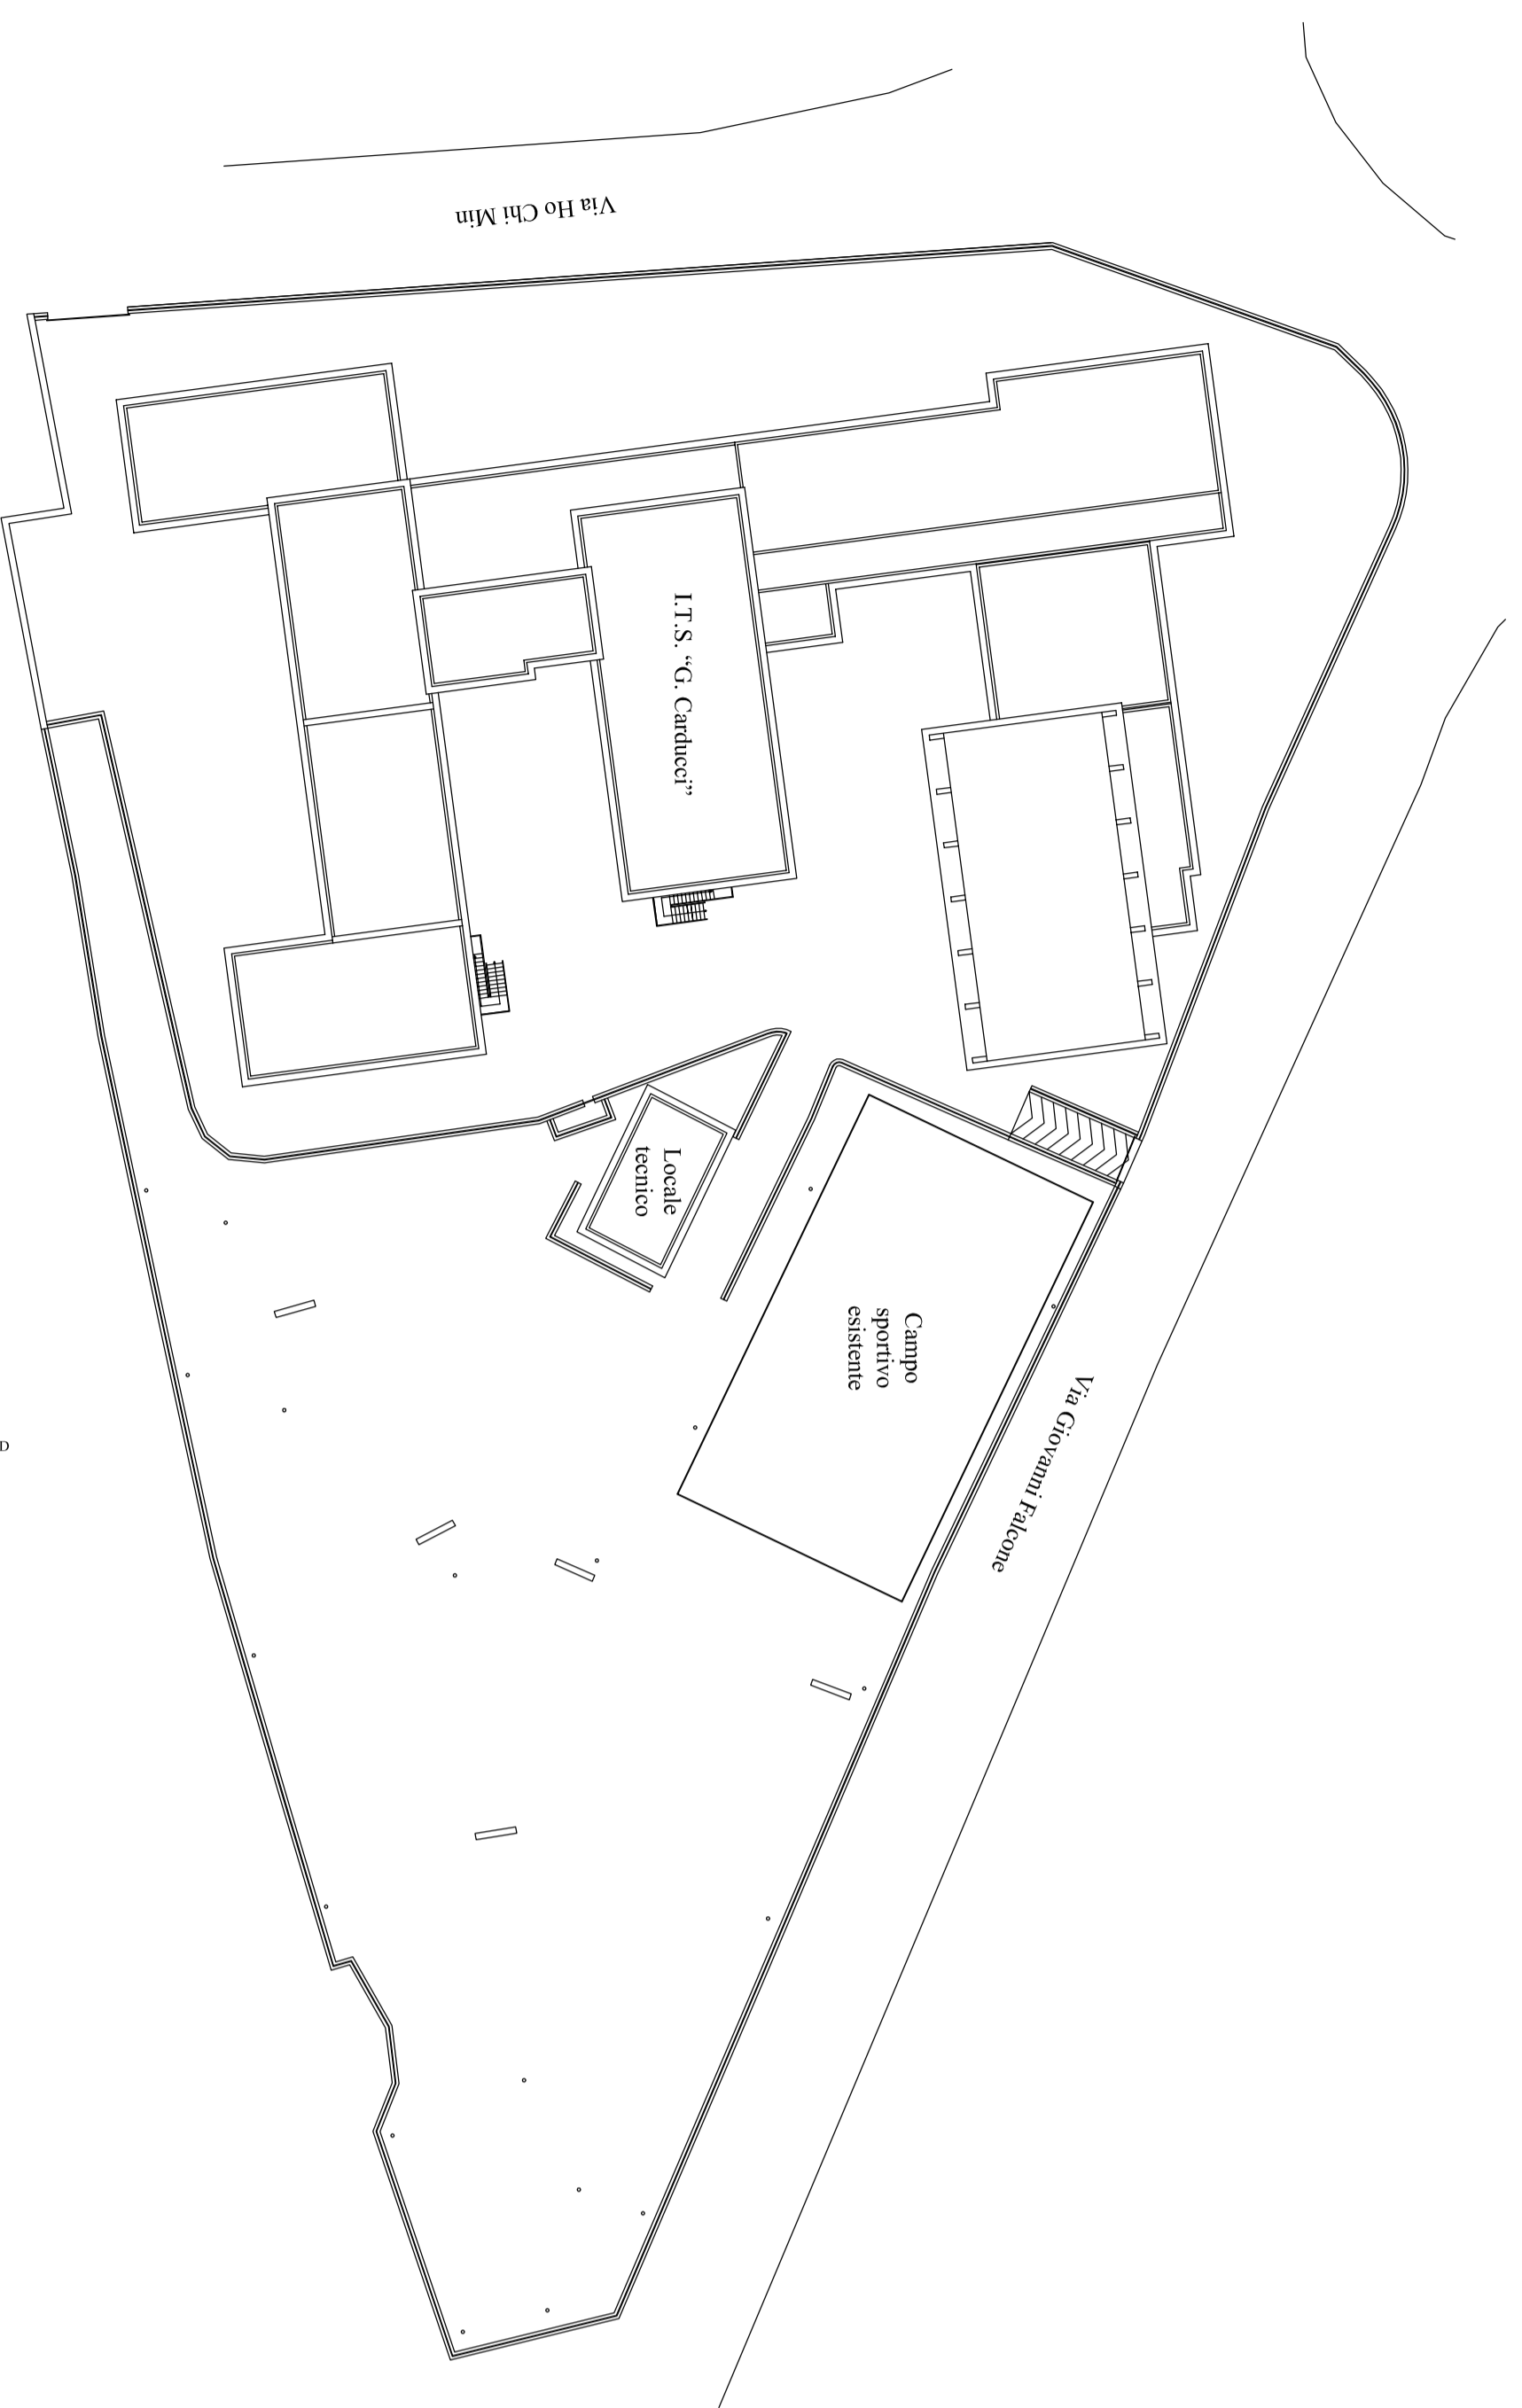 Via Ho Chi Min
I.T.S. “G. Carducci”
Locale
tecnico
Campo
sportivo
esistente
Via Giovanni Falcone
D